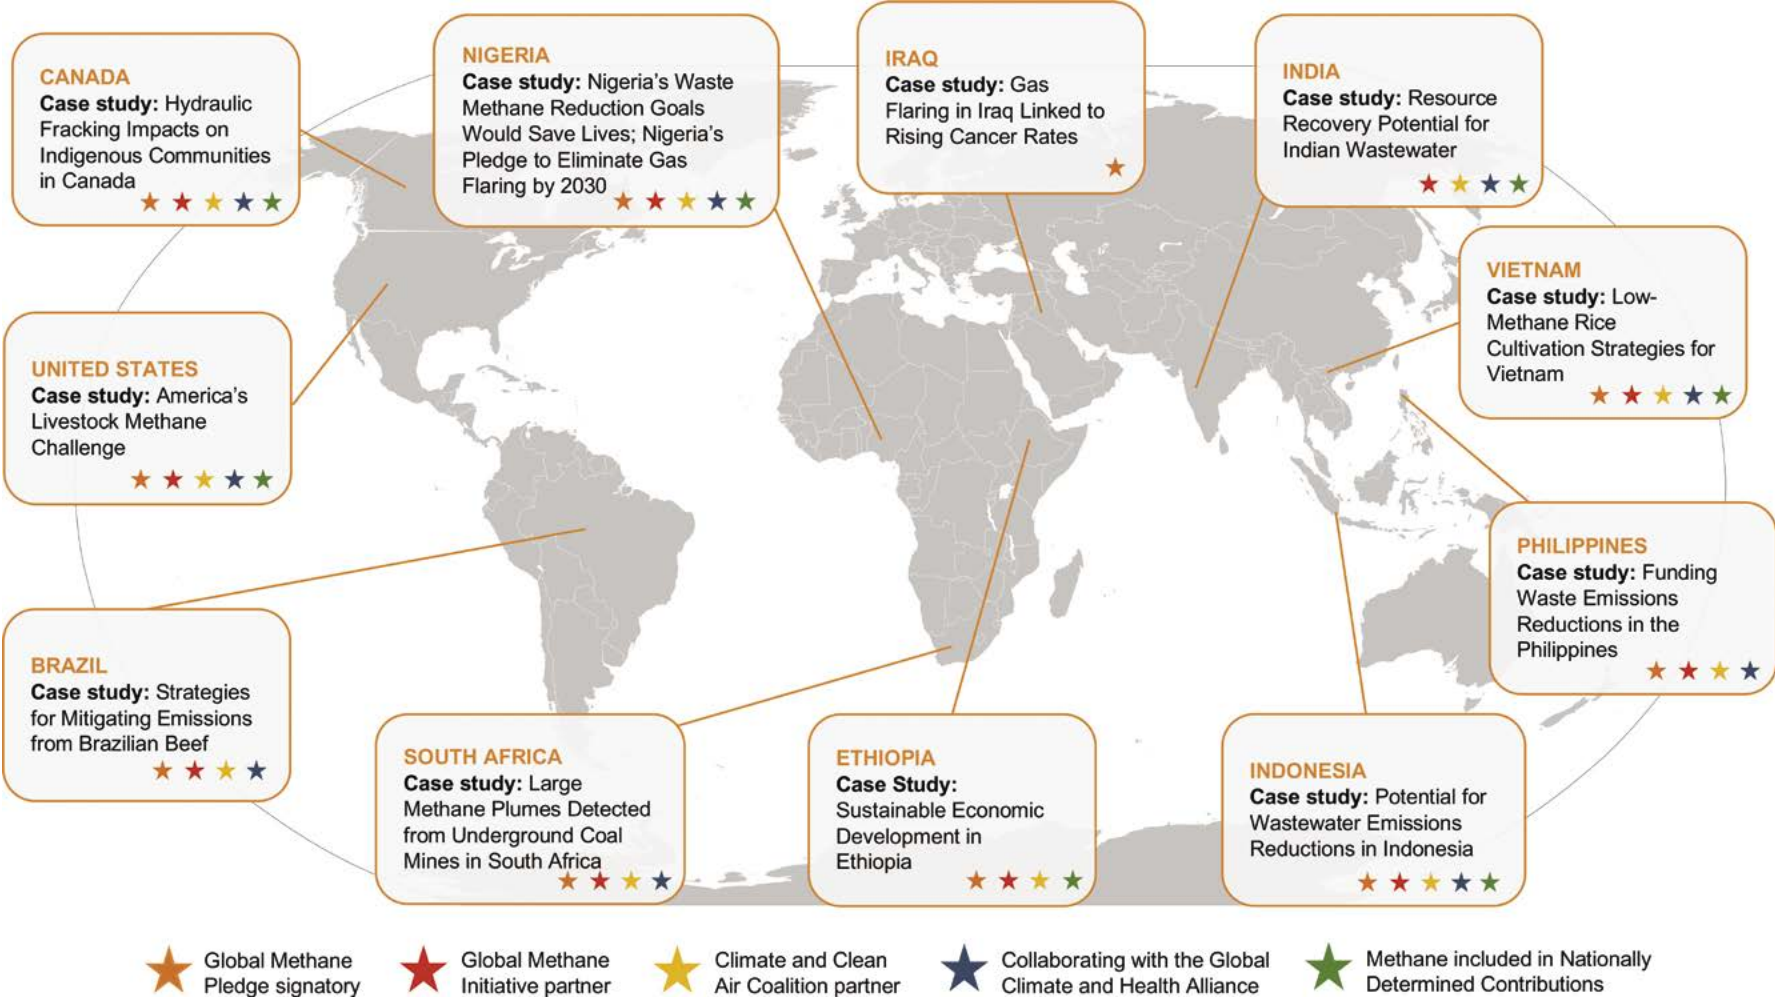 CANADA
Case study: Hydraulic
Fracking Impacts on
Indigenous Communities
in Canada
NIGERIA
Case study: Nigeria's Waste
Methane Reduction Goals
Would Save Lives; Nigeria's
Pledge to Eliminate Gas
Flaring by 2030
IRAQ
Case study: Gas
Flaring in Iraq Linked to
Rising Cancer Rates
INDIA
Case study: Resource
Recovery Potential for
Indian Wastewater
VIETNAM
Case study: Low-
Methane Rice
Cultivation Strategies for
Vietnam
UNITED STATES
Case study: America's
Livestock Methane
Challenge
PHILIPPINES
Case study: Funding
Waste Emissions
Reductions in the
Philippines
BRAZIL
Case study: Strategies
for Mitigating Emissions
from Brazilian Beef
SOUTH AFRICA
Case study: Large
Methane Plumes Detected
from Underground Coal
Mines in South Africa
ETHIOPIA
Case Study:
Sustainable Economic
Development in
Ethiopia
INDONESIA
Case study: Potential for
Wastewater Emissions
Reductions in Indonesia
Global Methane
Pledge signatory
Global Methane
Initiative partner
Climate and Clean
Air Coalition partner
Collaborating with the Global
Climate and Health Alliance
Methane included in Nationally
Determined Contributions